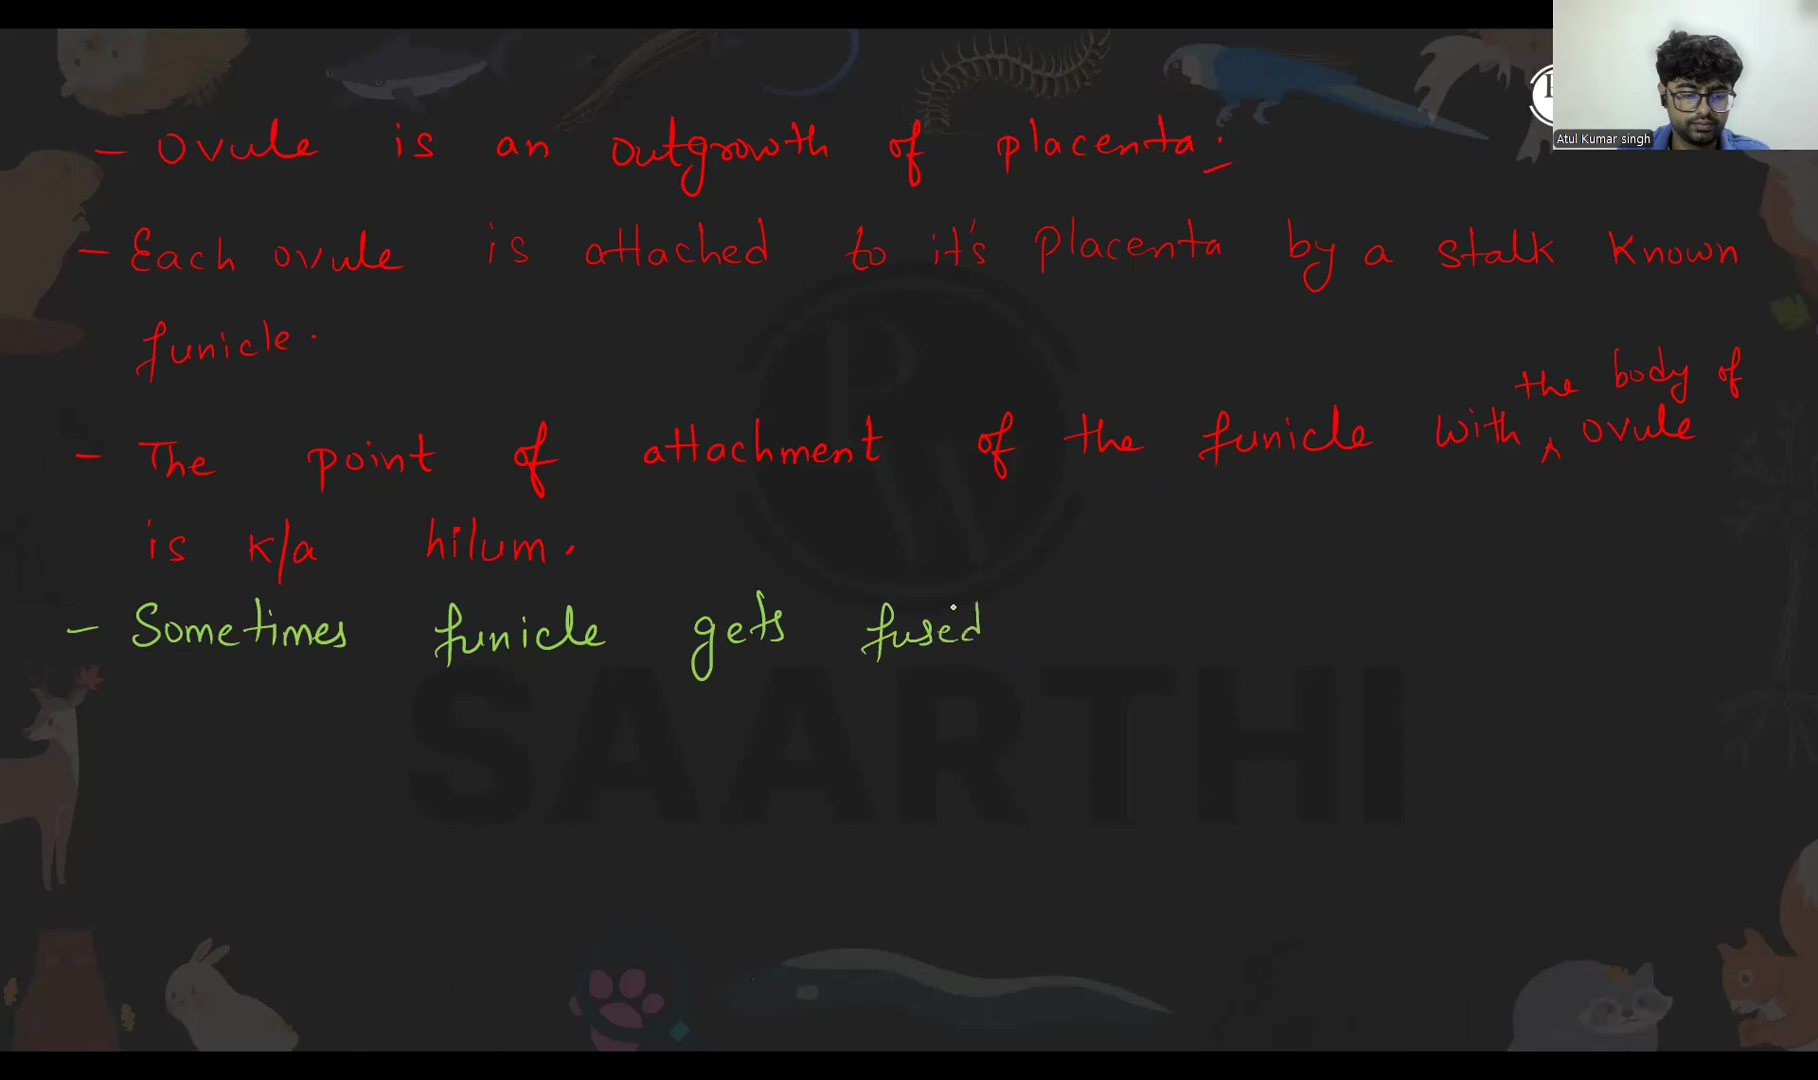 - Ovule is an outgrowth of placenta.
- Each ovule is attached to it's placenta by a stalk known
funicle.
- The point of attachment of the funicle with ^ the body of ovule
is k/a hilum.
- Sometimes funicle gets fused
PW
SAARTHI
Atul Kumar singh